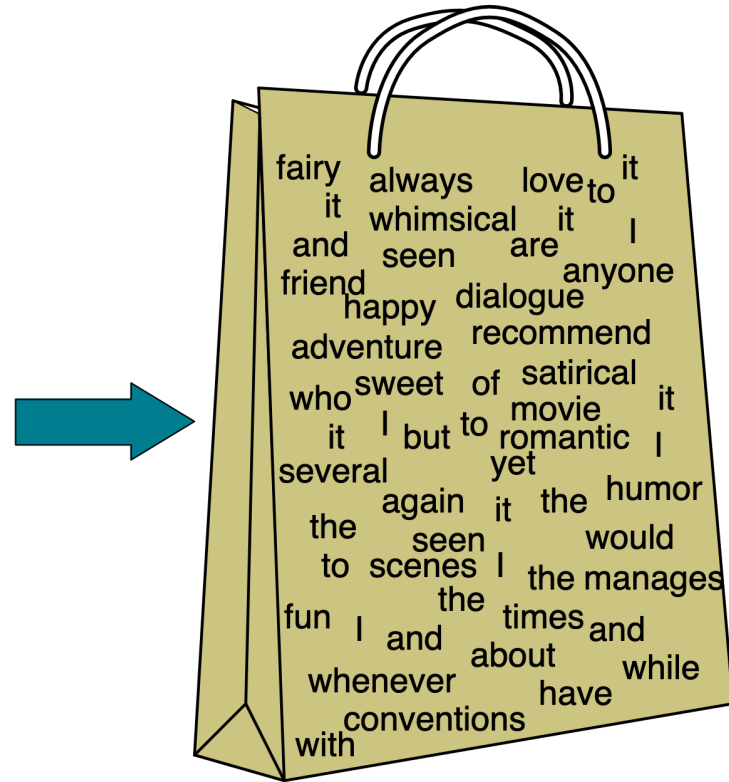 fairy always love to it
it whimsical it I
and seen are anyone
friend happy dialogue
adventure recommend
who sweet of satirical it
it I but to movie romantic I
several yet
again it the humor
the seen would
to scenes I the manages
fun I and the times and
whenever about have while
conventions
with